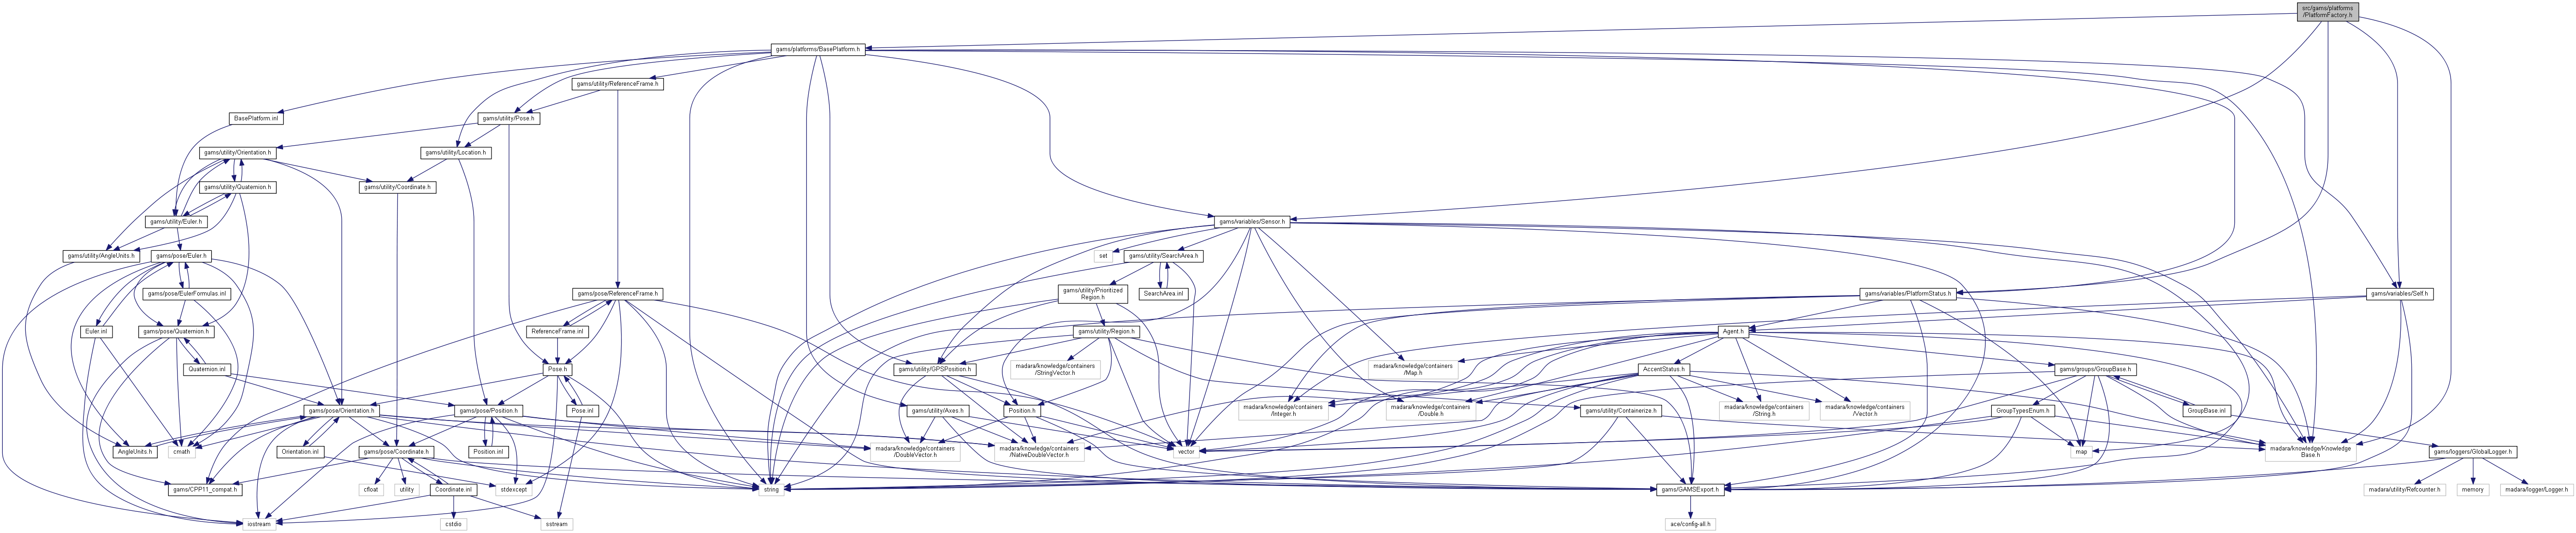 src/gams/platforms
/PlatformFactory.h
gams/platforms/BasePlatform.h
gams/utility/ReferenceFrame.h
BasePlatform.inl
gams/utility/Pose.h
gams/utility/Orientation.h
gams/utility/Location.h
gams/utility/Quaternion.h
gams/utility/Coordinate.h
gams/utility/Euler.h
gams/variables/Sensor.h
gams/utility/AngleUnits.h
gams/pose/Euler.h
set
gams/utility/SearchArea.h
gams/pose/EulerFormulas.inl
gams/pose/ReferenceFrame.h
gams/utility/Prioritized
Region.h
SearchArea.inl
gams/variables/PlatformStatus.h
gams/variables/Self.h
Euler.inl
gams/pose/Quaternion.h
ReferenceFrame.inl
gams/utility/Region.h
Agent.h
Quaternion.inl
Pose.h
gams/utility/GPSPosition.h
madara/knowledge/containers
/StringVector.h
madara/knowledge/containers
/Map.h
AccentStatus.h
gams/groups/GroupBase.h
gams/pose/Orientation.h
gams/pose/Position.h
Pose.inl
gams/utility/Axes.h
Position.h
madara/knowledge/containers
/Integer.h
madara/knowledge/containers
/Double.h
gams/utility/Containerize.h
madara/knowledge/containers
/String.h
madara/knowledge/containers
/Vector.h
GroupTypesEnum.h
GroupBase.inl
AngleUnits.h
cmath
Orientation.inl
gams/pose/Coordinate.h
Position.inl
madara/knowledge/containers
/DoubleVector.h
madara/knowledge/containers
/NativeDoubleVector.h
vector
map
madara/knowledge/Knowledge
Base.h
gams/loggers/GlobalLogger.h
gams/CPP11_compat.h
cfloat
utility
Coordinate.inl
stdexcept
string
gams/GAMSExport.h
madara/utility/Refcounter.h
memory
madara/logger/Logger.h
iostream
cstdio
sstream
ace/config-all.h